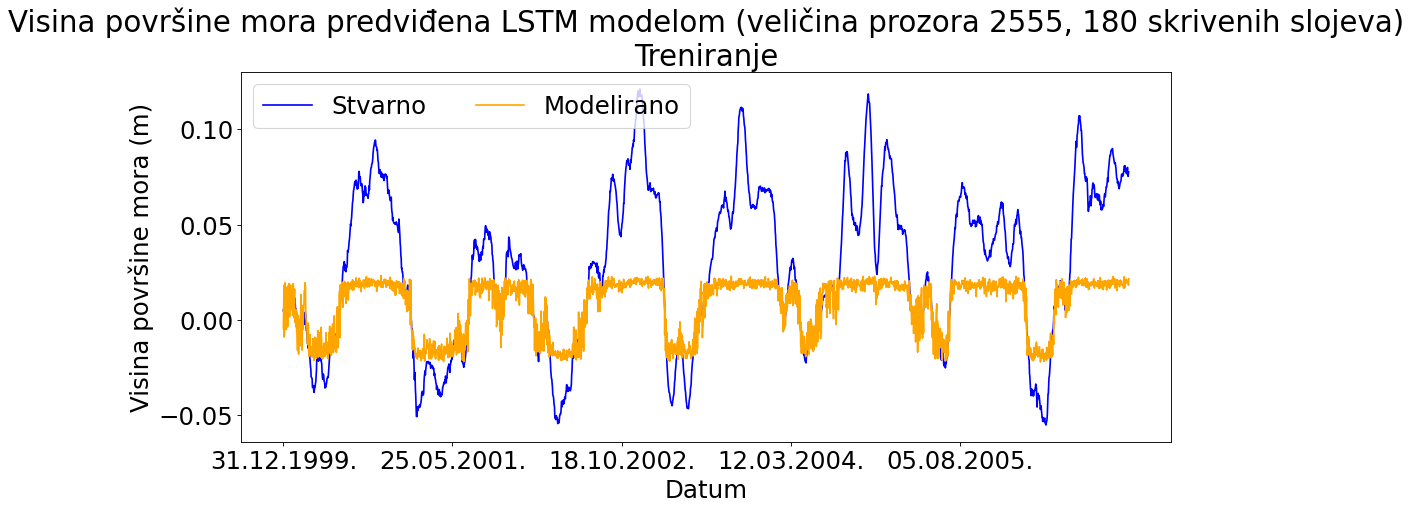 Visina površine mora predviđena LSTM modelom (veličina prozora 2555, 180 skrivenih slojeva)
Treniranje
Stvarno Modelirano
Visina površine mora (m)
0.10
0.05
0.00
−0.05
31.12.1999. 25.05.2001. 18.10.2002. 12.03.2004. 05.08.2005.
Datum